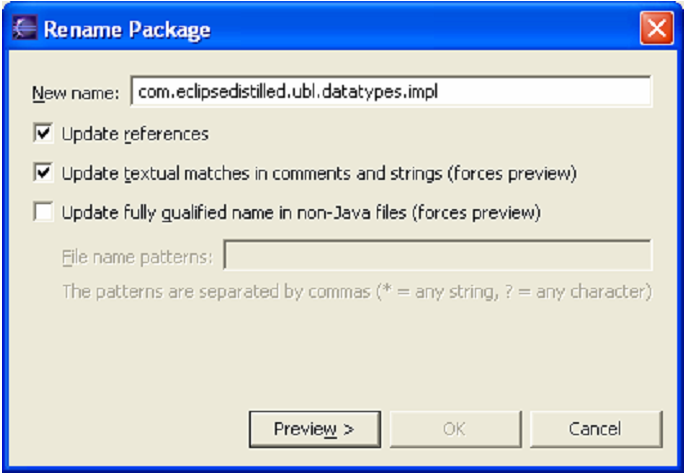 Rename Package
New name: com.eclipsedistilled.ubl.datatypes.impl
Update references
Update textual matches in comments and strings (forces preview)
Update fully qualified name in non-Java files (forces preview)
File name patterns:
The patterns are separated by commas (* = any string, ? = any character)
Preview > OK Cancel